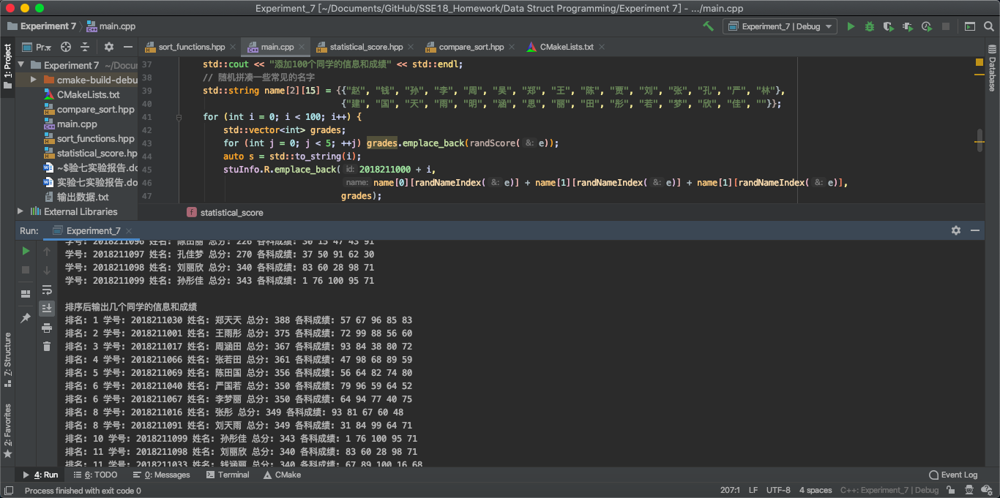 Experiment_7 [~/Documents/GitHub/SSE18_Homework/Data Struct Programming/Experiment 7] - .../main.cpp
Experiment 7 main.cpp
Experiment_7 | Debug
1: Project
Pr.
sort_functions.hpp main.cpp statistical_score.hpp compare_sort.hpp CMakeLists.txt
Database
Experiment 7 ~/Docu
cmake-build-debu
CMakeLists.txt
compare_sort.hpp
main.cpp
sort_functions.hpp
statistical_score.hp
~$验七实验报告.do
实验七实验报告.do
输出数据.txt
External Libraries
37 std::cout << "添加100个同学的信息和成绩" << std::endl;
38 // 随机拼凑一些常见的名字
39 std::string name[2][15] = {{"赵", "钱", "孙", "李", "周", "吴", "郑", "王", "陈", "贾", "刘", "张", "孔", "严", "林"},
40 {"建", "国", "天", "雨", "明", "涵", "思", "丽", "田", "彤", "若", "梦", "欣", "佳", ""}};
41 for (int i = 0; i < 100; i++) {
42 std::vector<int> grades;
43 for (int j = 0; j < 5; ++j) grades.emplace_back(randScore( &: e));
44 auto s = std::to_string(i);
45 stuInfo.R.emplace_back( id: 2018211000 + i,
46 name: name[0][randNameIndex( &: e)] + name[1][randNameIndex( &: e)] + name[1][randNameIndex( &: e)],
47 grades);
f statistical_score
Run: Experiment_7
学号: 2018211096 姓名: 陈田丽 总分: 226 各科成绩: 30 15 47 43 91
学号: 2018211097 姓名: 孔佳梦 总分: 270 各科成绩: 37 50 91 62 30
学号: 2018211098 姓名: 刘丽欣 总分: 340 各科成绩: 83 60 28 98 71
学号: 2018211099 姓名: 孙彤佳 总分: 343 各科成绩: 1 76 100 95 71
排序后输出几个同学的信息和成绩
排名: 1 学号: 2018211030 姓名: 郑天天 总分: 388 各科成绩: 57 67 96 85 83
排名: 2 学号: 2018211001 姓名: 王雨彤 总分: 375 各科成绩: 72 99 88 56 60
排名: 3 学号: 2018211017 姓名: 周涵田 总分: 367 各科成绩: 93 84 38 80 72
排名: 4 学号: 2018211066 姓名: 张若田 总分: 361 各科成绩: 47 98 68 89 59
排名: 5 学号: 2018211069 姓名: 陈田国 总分: 356 各科成绩: 56 64 82 74 80
排名: 6 学号: 2018211040 姓名: 严国若 总分: 350 各科成绩: 79 96 59 64 52
排名: 6 学号: 2018211067 姓名: 李梦丽 总分: 350 各科成绩: 64 94 77 40 75
排名: 8 学号: 2018211016 姓名: 张彤 总分: 349 各科成绩: 93 81 67 60 48
排名: 8 学号: 2018211091 姓名: 刘天雨 总分: 349 各科成绩: 31 84 99 64 71
排名: 10 学号: 2018211099 姓名: 孙彤佳 总分: 343 各科成绩: 1 76 100 95 71
排名: 11 学号: 2018211098 姓名: 刘丽欣 总分: 340 各科成绩: 83 60 28 98 71
排名: 11 学号: 2018211033 姓名: 钱涵丽 总分: 340 各科成绩: 67 89 100 16 68
Z: Structure
2: Favorites
4: Run 6: TODO 0: Messages Terminal CMake Event Log
Process finished with exit code 0 207:1 LF UTF-8 4 spaces C++: Experiment_7 | Debug